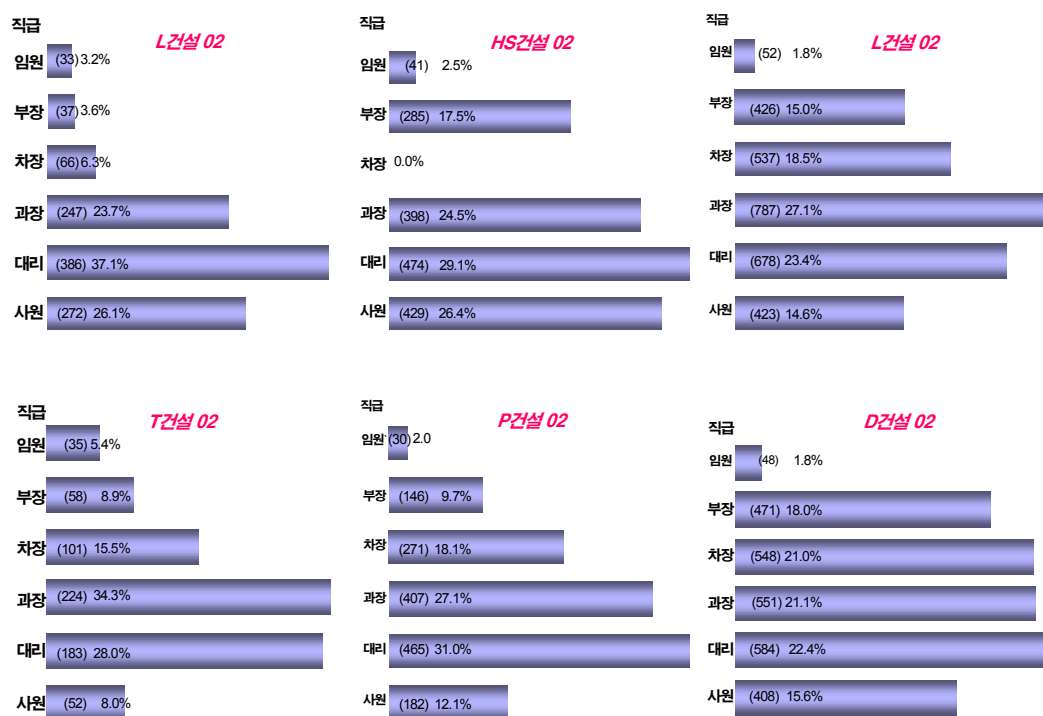 직급
L건설 02
임원 (33) 3.2%
부장 (37) 3.6%
차장 (66) 6.3%
과장 (247) 23.7%
대리 (386) 37.1%
사원 (272) 26.1%
직급
HS건설 02
임원 (41) 2.5%
부장 (285) 17.5%
차장 0.0%
과장 (398) 24.5%
대리 (474) 29.1%
사원 (429) 26.4%
직급
L건설 02
임원 (52) 1.8%
부장 (426) 15.0%
차장 (537) 18.5%
과장 (787) 27.1%
대리 (678) 23.4%
사원 (423) 14.6%
직급
T건설 02
임원 (35) 5.4%
부장 (58) 8.9%
차장 (101) 15.5%
과장 (224) 34.3%
대리 (183) 28.0%
사원 (52) 8.0%
직급
P건설 02
임원 (30) 2.0
부장 (146) 9.7%
차장 (271) 18.1%
과장 (407) 27.1%
대리 (465) 31.0%
사원 (182) 12.1%
직급
D건설 02
임원 (48) 1.8%
부장 (471) 18.0%
차장 (548) 21.0%
과장 (551) 21.1%
대리 (584) 22.4%
사원 (408) 15.6%